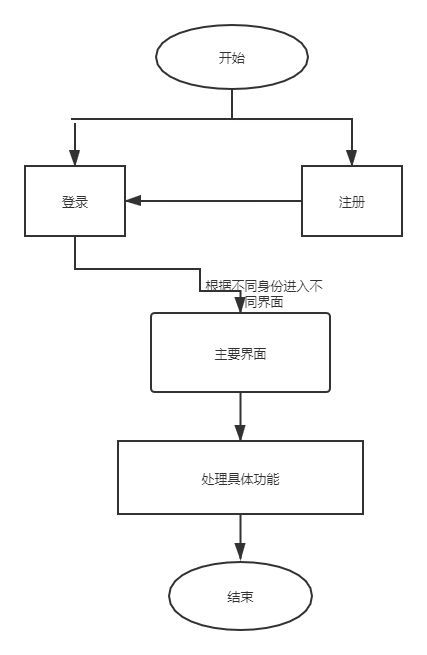 开始
登录
注册
根据不同身份进入不
同界面
主要界面
处理具体功能
结束